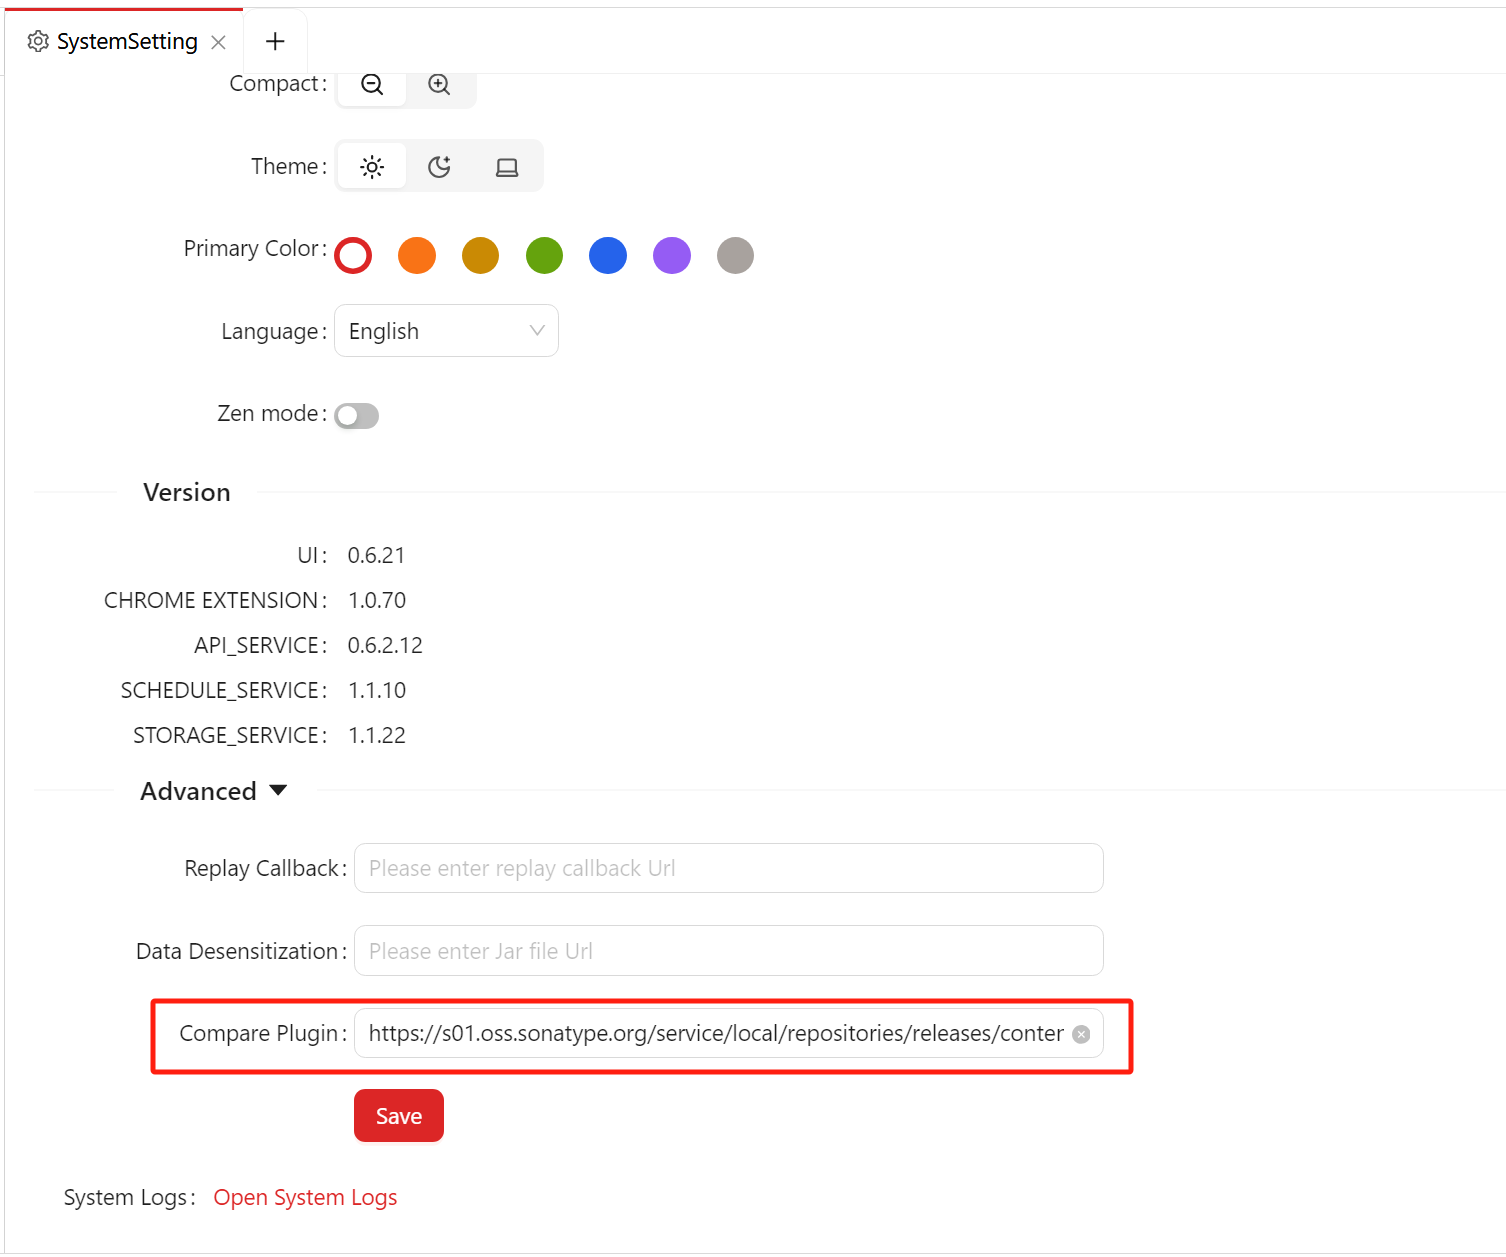 SystemSetting
Compact:
Theme:
Primary Color:
Language: English
Zen mode:
Version
UI: 0.6.21
CHROME EXTENSION: 1.0.70
API_SERVICE: 0.6.2.12
SCHEDULE_SERVICE: 1.1.10
STORAGE_SERVICE: 1.1.22
Advanced
Replay Callback: Please enter replay callback Url
Data Desensitization: Please enter Jar file Url
Compare Plugin: https://s01.oss.sonatype.org/service/local/repositories/releases/conter
Save
System Logs: Open System Logs